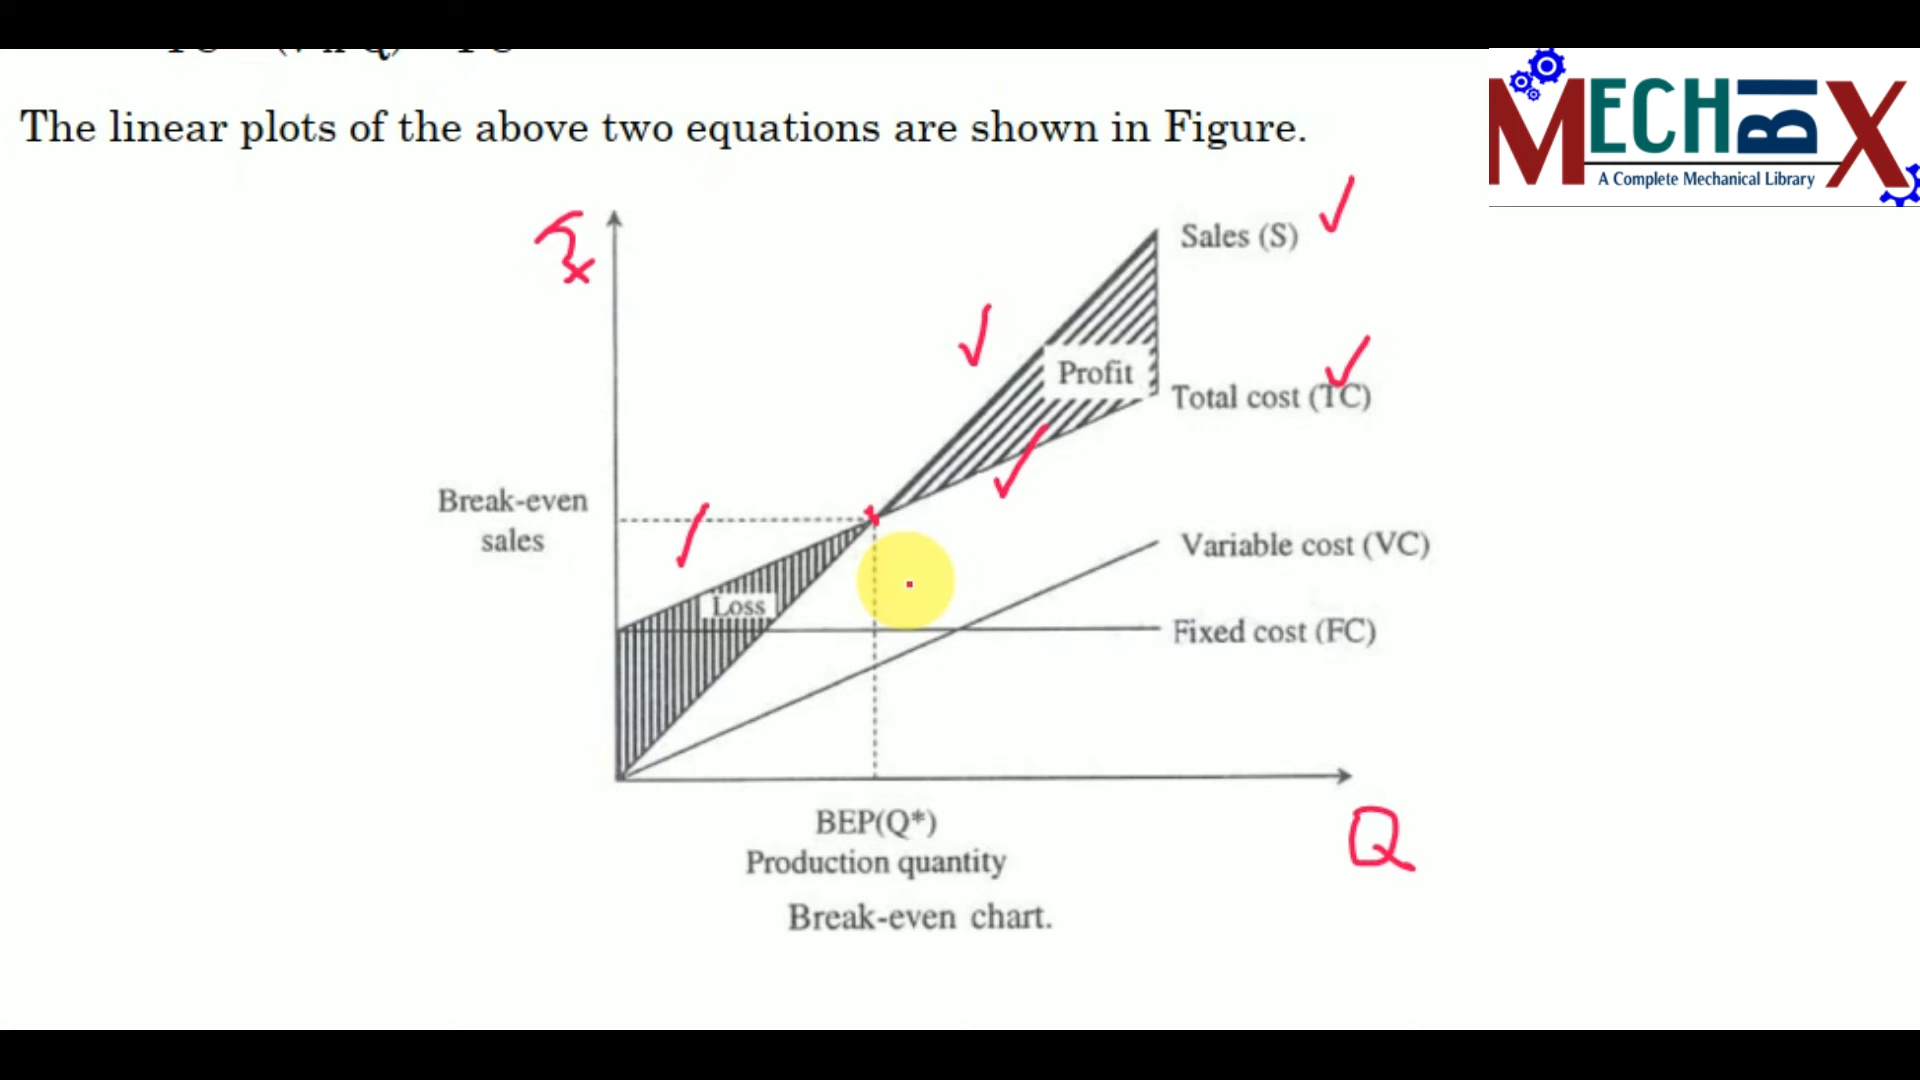 The linear plots of the above two equations are shown in Figure.
MECHBIX
A Complete Mechanical Library
Sales (S)
Profit
Total cost (TC)
Break-even
sales
Variable cost (VC)
Loss
Fixed cost (FC)
BEP(Q*)
Q
Production quantity
Break-even chart.